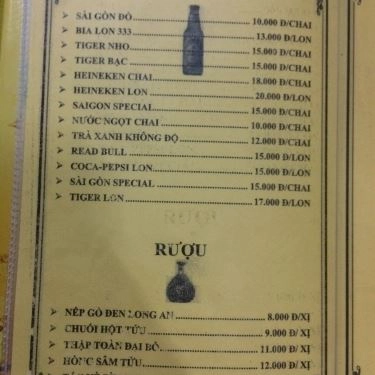 ➤ SÀI GÒN ĐỎ 10.000 Đ/CHAI
➤ BIA LON 333 13.000 Đ/LON
➤ TIGER NHO 15.000 Đ/CHAI
➤ TIGER BẠC 15.000 Đ/CHAI
➤ HEINEKEN CHAI 18.000 Đ/CHAI
➤ HEINEKEN LON 20.000 Đ/LON
➤ SAIGON SPECIAL 15.000 Đ/CHAI
➤ NƯỚC NGỌT CHAI 10.000 Đ/CHAI
➤ TRÀ XANH KHÔNG ĐỘ 12.000 Đ/CHAI
➤ READ BULL 15.000 Đ/LON
➤ COCA-PEPSI LON 15.000 Đ/LON
➤ SÀI GÒN SPECIAL 15.000 Đ/CHAI
➤ TIGER LON 17.000 Đ/LON
RƯỢU
➤ NẾP GÒ ĐEN LONG AN 8.000 Đ/XỊ
➤ CHUỐI HỘT TỬU 9.000 Đ/ XỊ
➤ THẬP TOÀN ĐẠI BỔ 11.000 Đ/ XỊ
➤ HỒNG SÂM TỬU 12.000 Đ/ XỊ